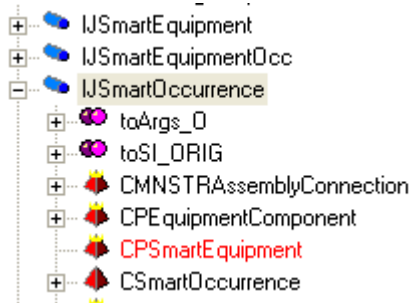 IJSmartEquipment
IJSmartEquipmentOcc
IJSmartOccurrence
toArgs_O
toSI_ORIG
CMNSTRAssemblyConnection
CPEquipmentComponent
CPSmartEquipment
CSmartOccurrence